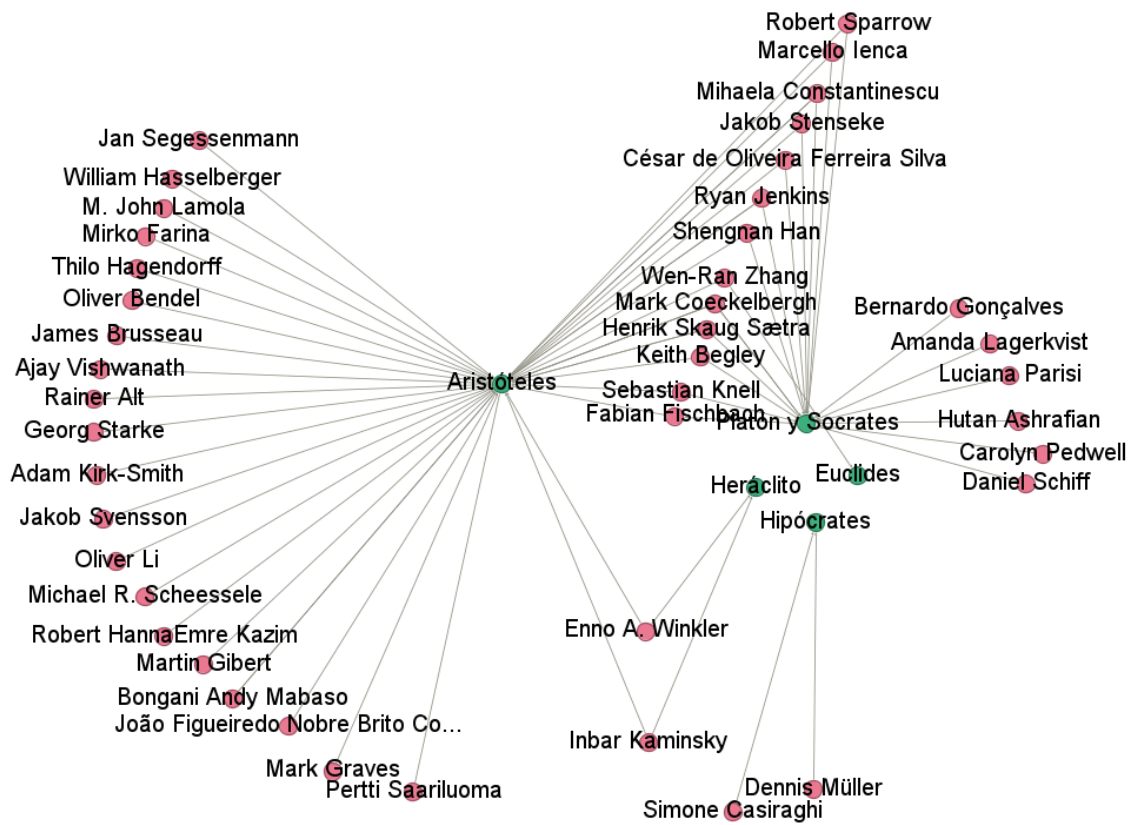 Robert Sparrow
Marcello Ienca
Mihaela Constantinescu
Jakob Stenseke
Jan Segessenmann
César de Oliveira Ferreira Silva
William Hasselberger
Ryan Jenkins
M. John Lamola
Mirko Farina
Shengnan Han
Thilo Hagendorff
Wen-Ran Zhang
Oliver Bendel
Mark Coeckelbergh
Bernardo Gonçalves
James Brusseau
Henrik Skaug Sætra
Amanda Lagerkvist
Keith Begley
Ajay Vishwanath
Luciana Parisi
Aristóteles
Sebastian Knell
Rainer Alt
Fabian Fischbach
Platón y Socrates
Hutan Ashrafian
Georg Starke
Carolyn Pedwell
Adam Kirk-Smith
Euclides
Daniel Schiff
Heráclito
Jakob Svensson
Hipócrates
Oliver Li
Michael R. Scheessele
Robert Hanna
Emre Kazim
Enno A. Winkler
Martin Gibert
Bongani Andy Mabaso
João Figueiredo Nobre Brito Co...
Inbar Kaminsky
Mark Graves
Pertti Saariluoma
Dennis Müller
Simone Casiraghi